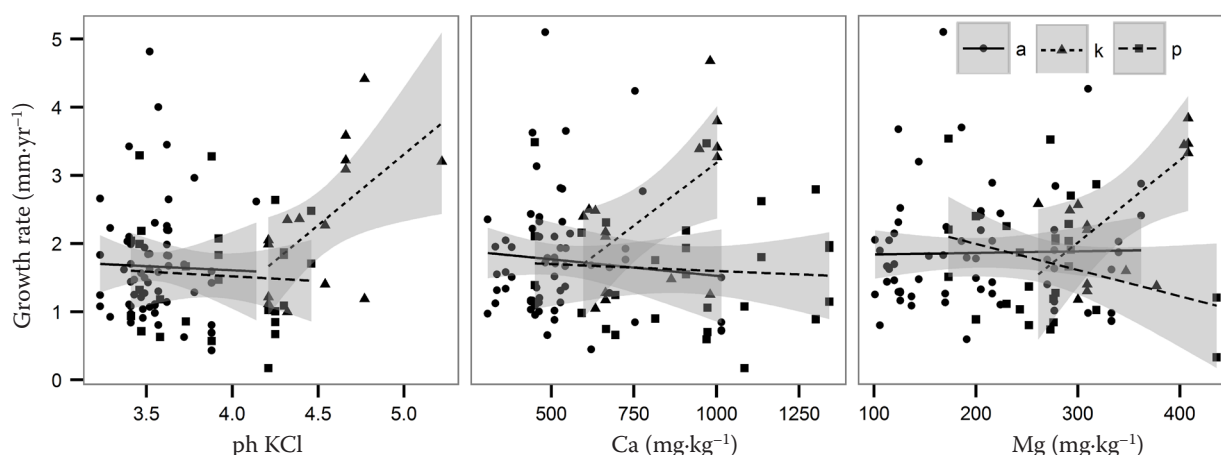 Growth rate (mm·yr⁻¹)
5
4
3
2
1
0
3.5 4.0 4.5 5.0
ph KCl
500 750 1000 1250
Ca (mg·kg⁻¹)
a k p
100 200 300 400
Mg (mg·kg⁻¹)